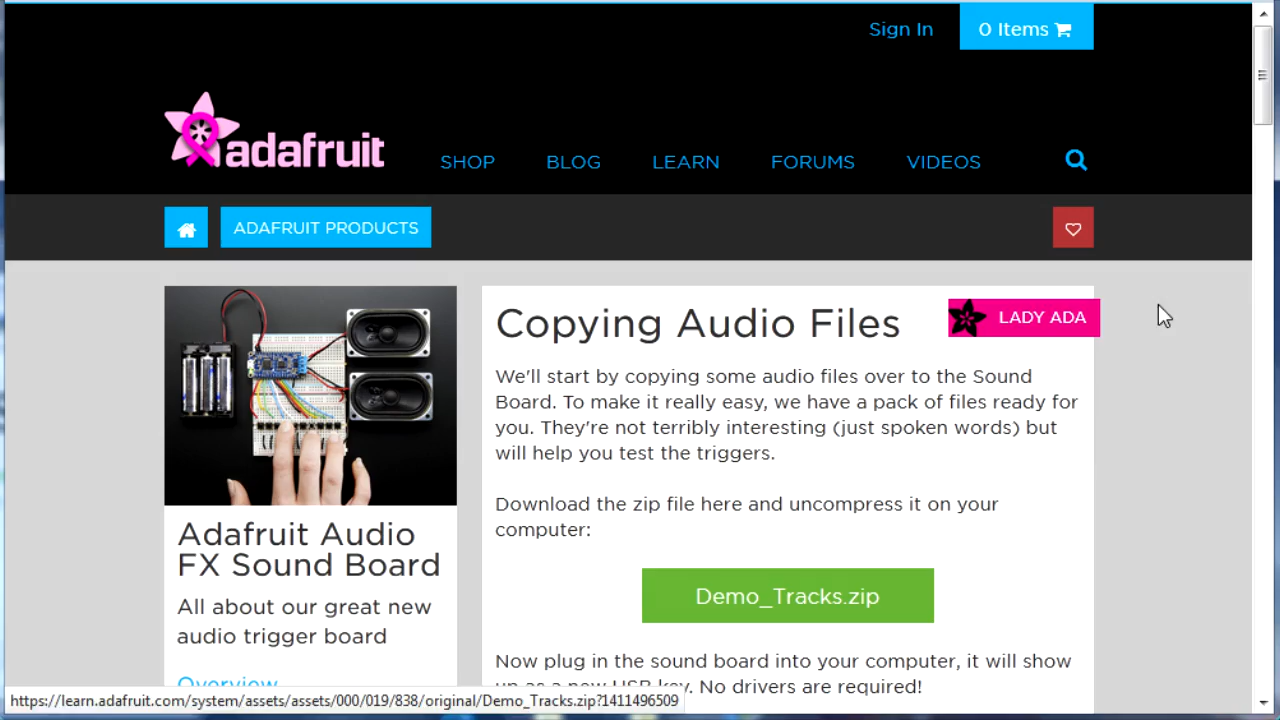 Sign In
0 Items
adafruit
SHOP
BLOG
LEARN
FORUMS
VIDEOS
ADAFRUIT PRODUCTS
Copying Audio Files
LADY ADA
We'll start by copying some audio files over to the Sound
Board. To make it really easy, we have a pack of files ready for
you. They're not terribly interesting (just spoken words) but
will help you test the triggers.
Download the zip file here and uncompress it on your
computer:
Demo_Tracks.zip
Now plug in the sound board into your computer, it will show
up as a new USB key. No drivers are required!
Adafruit Audio
FX Sound Board
All about our great new
audio trigger board
Overview
https://learn.adafruit.com/system/assets/assets/000/019/838/original/Demo_Tracks.zip?1411496509